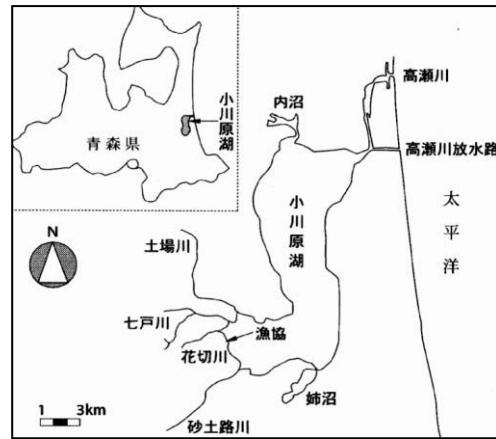 小川原湖
青森県
内沼
高瀬川
高瀬川放水路
小川原湖
太平洋
N
土場川
七戸川
漁協
花切川
姉沼
砂土路川
1 3km